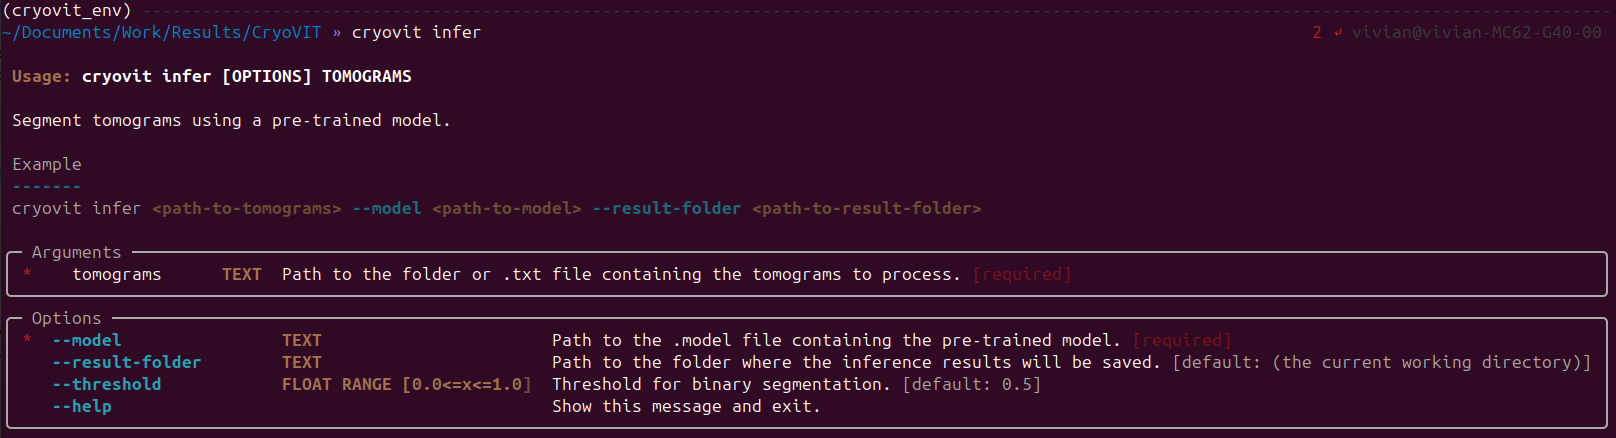 (cryovit_env)
~/Documents/Work/Results/CryoVIT » cryovit infer 2 ↵ vivian@vivian-MC62-G40-00
Usage: cryovit infer [OPTIONS] TOMOGRAMS
Segment tomograms using a pre-trained model.
Example
-------
cryovit infer <path-to-tomograms> --model <path-to-model> --result-folder <path-to-result-folder>
Arguments
* tomograms TEXT Path to the folder or .txt file containing the tomograms to process. [required]
Options
* --model TEXT Path to the .model file containing the pre-trained model. [required]
--result-folder TEXT Path to the folder where the inference results will be saved. [default: (the current working directory)]
--threshold FLOAT RANGE [0.0<=x<=1.0] Threshold for binary segmentation. [default: 0.5]
--help Show this message and exit.